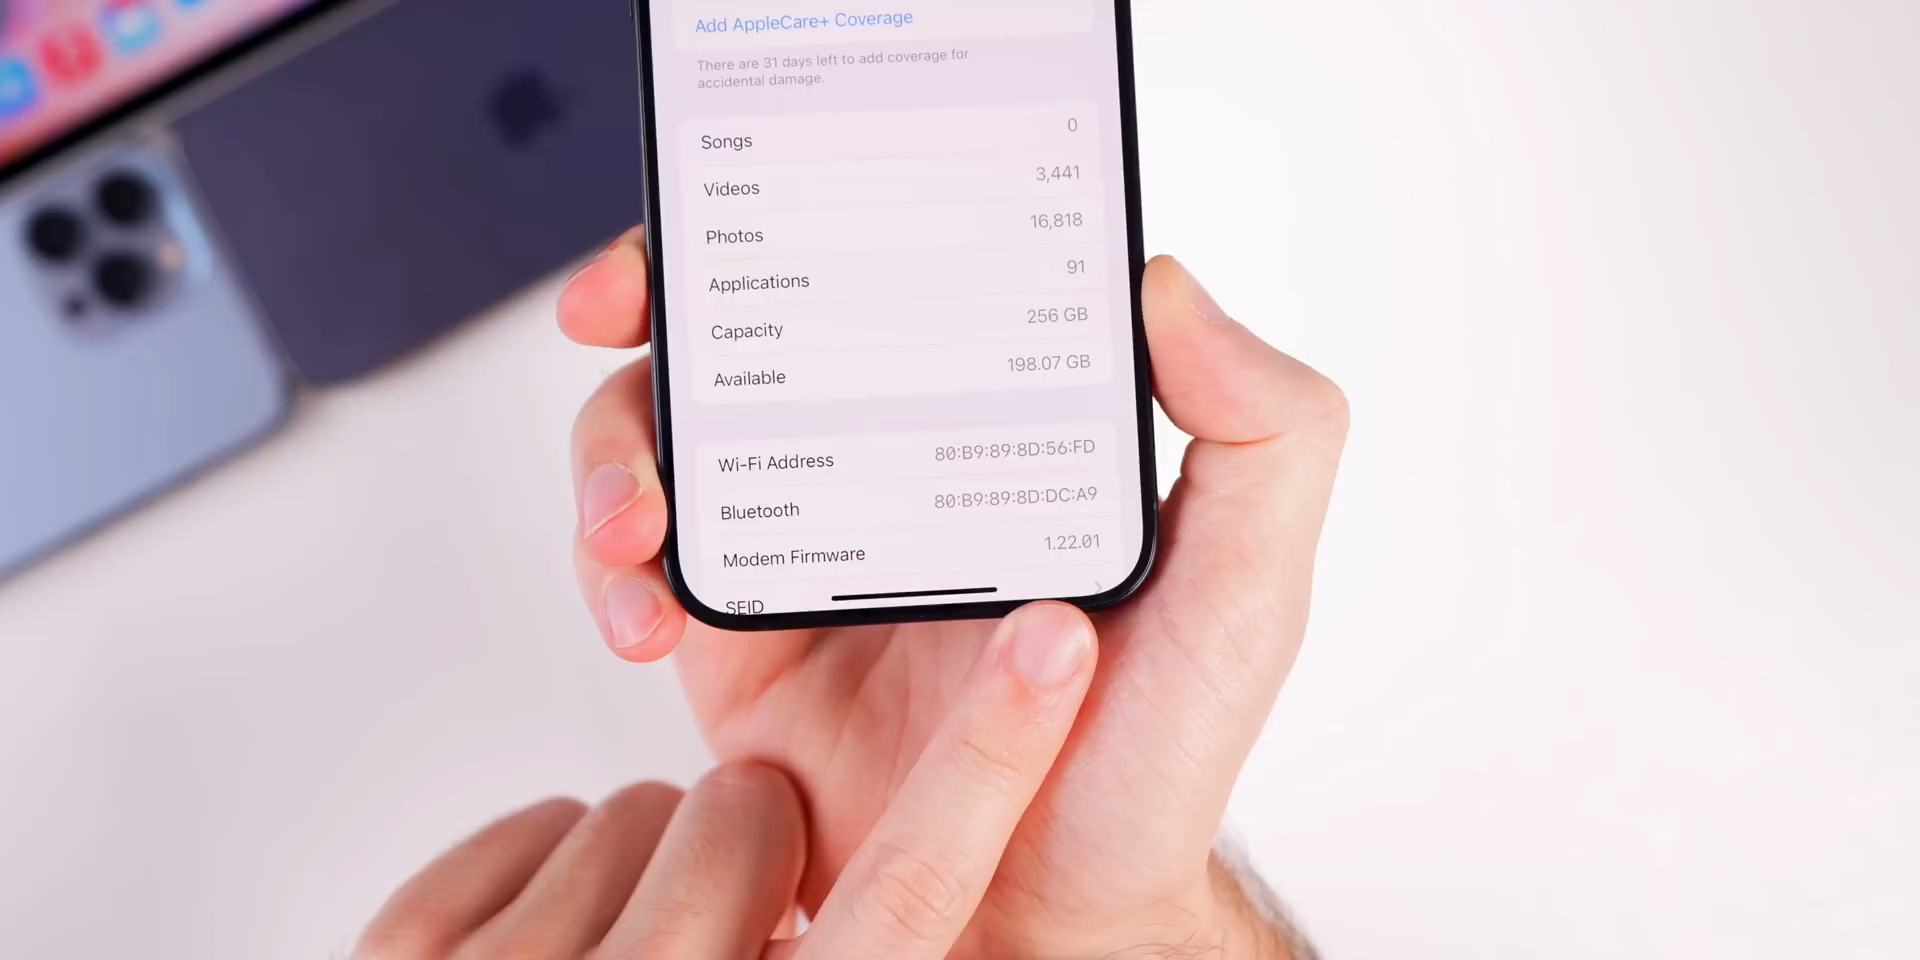 Add AppleCare+ Coverage
There are 31 days left to add coverage for
accidental damage.
Songs 0
Videos 3,441
Photos 16,818
Applications 91
Capacity 256 GB
Available 198.07 GB
Wi-Fi Address 80:B9:89:8D:56:FD
Bluetooth 80:B9:89:8D:DC:A9
Modem Firmware 1.22.01
SEID